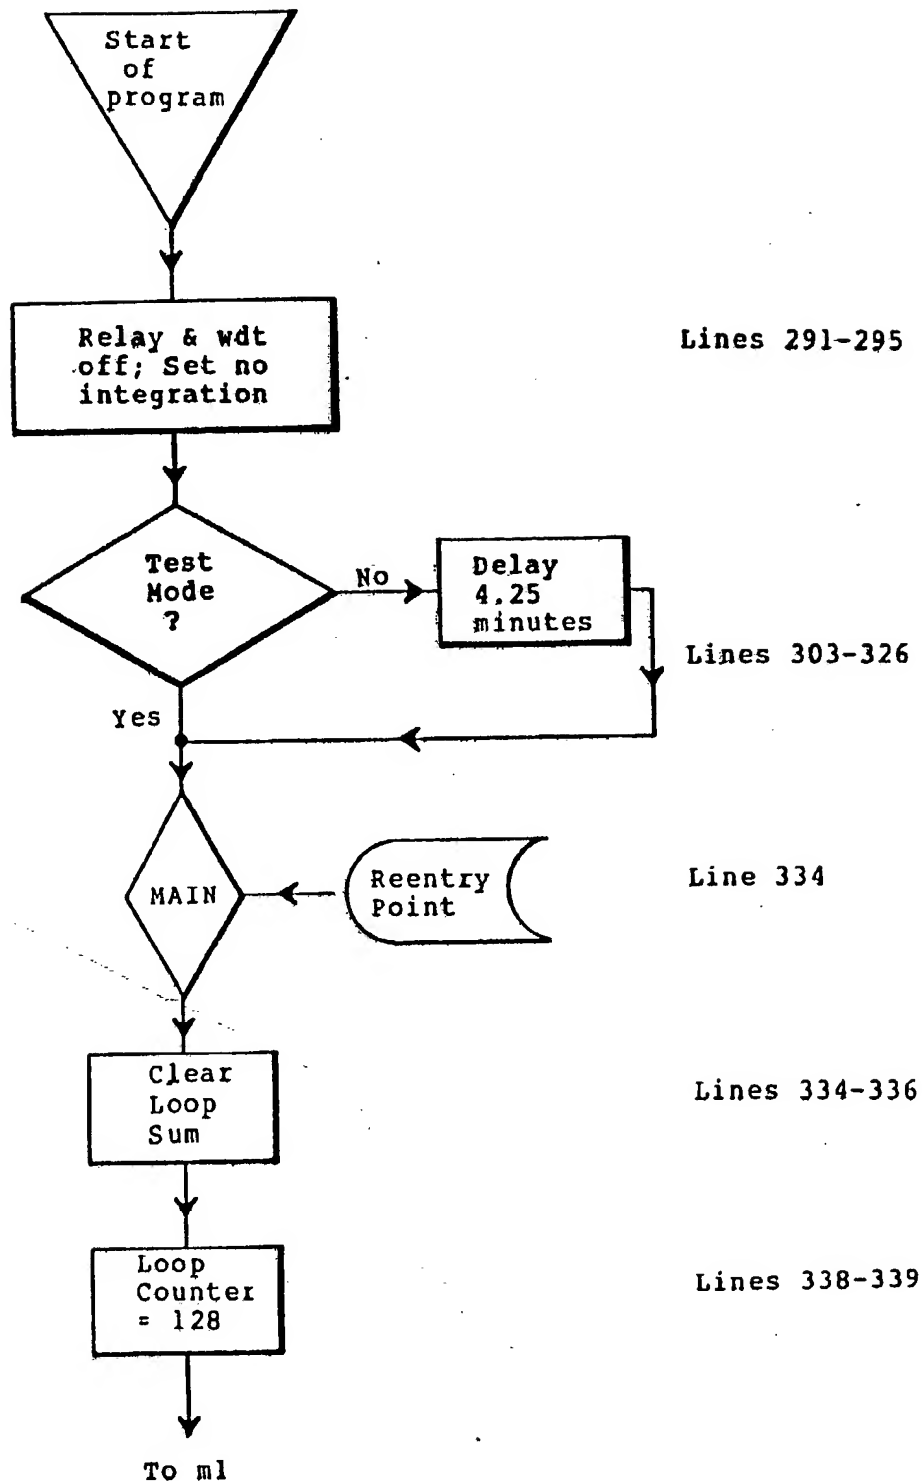 Start
of
program
Relay & wdt
off; Set no
integration
Lines 291-295
Test
Mode
?
No
Delay
4.25
minutes
Lines 303-326
Yes
MAIN
Reentry
Point
Line 334
Clear
Loop
Sum
Lines 334-336
Loop
Counter
= 128
Lines 338-339
To ml